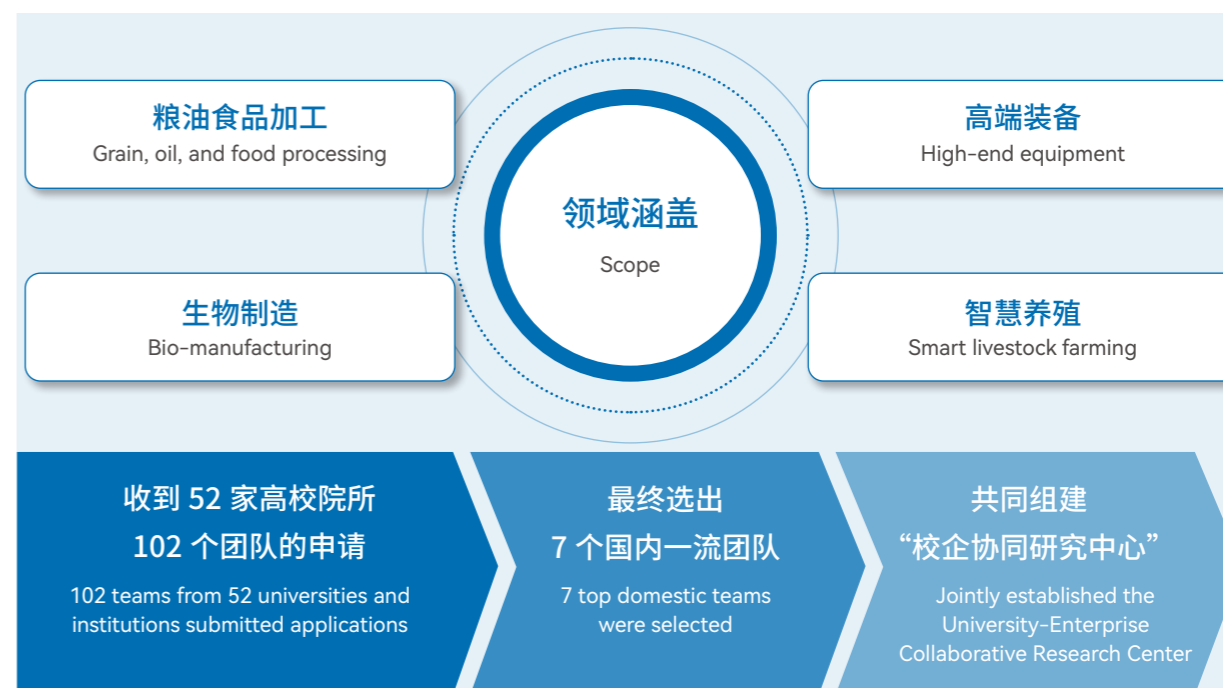 粮油食品加工
Grain, oil, and food processing
高端装备
High-end equipment
领域涵盖
Scope
生物制造
Bio-manufacturing
智慧养殖
Smart livestock farming
收到 52 家高校院所
102 个团队的申请
102 teams from 52 universities and
institutions submitted applications
最终选出
7 个国内一流团队
7 top domestic teams
were selected
共同组建
“校企协同研究中心”
Jointly established the
University-Enterprise
Collaborative Research Center